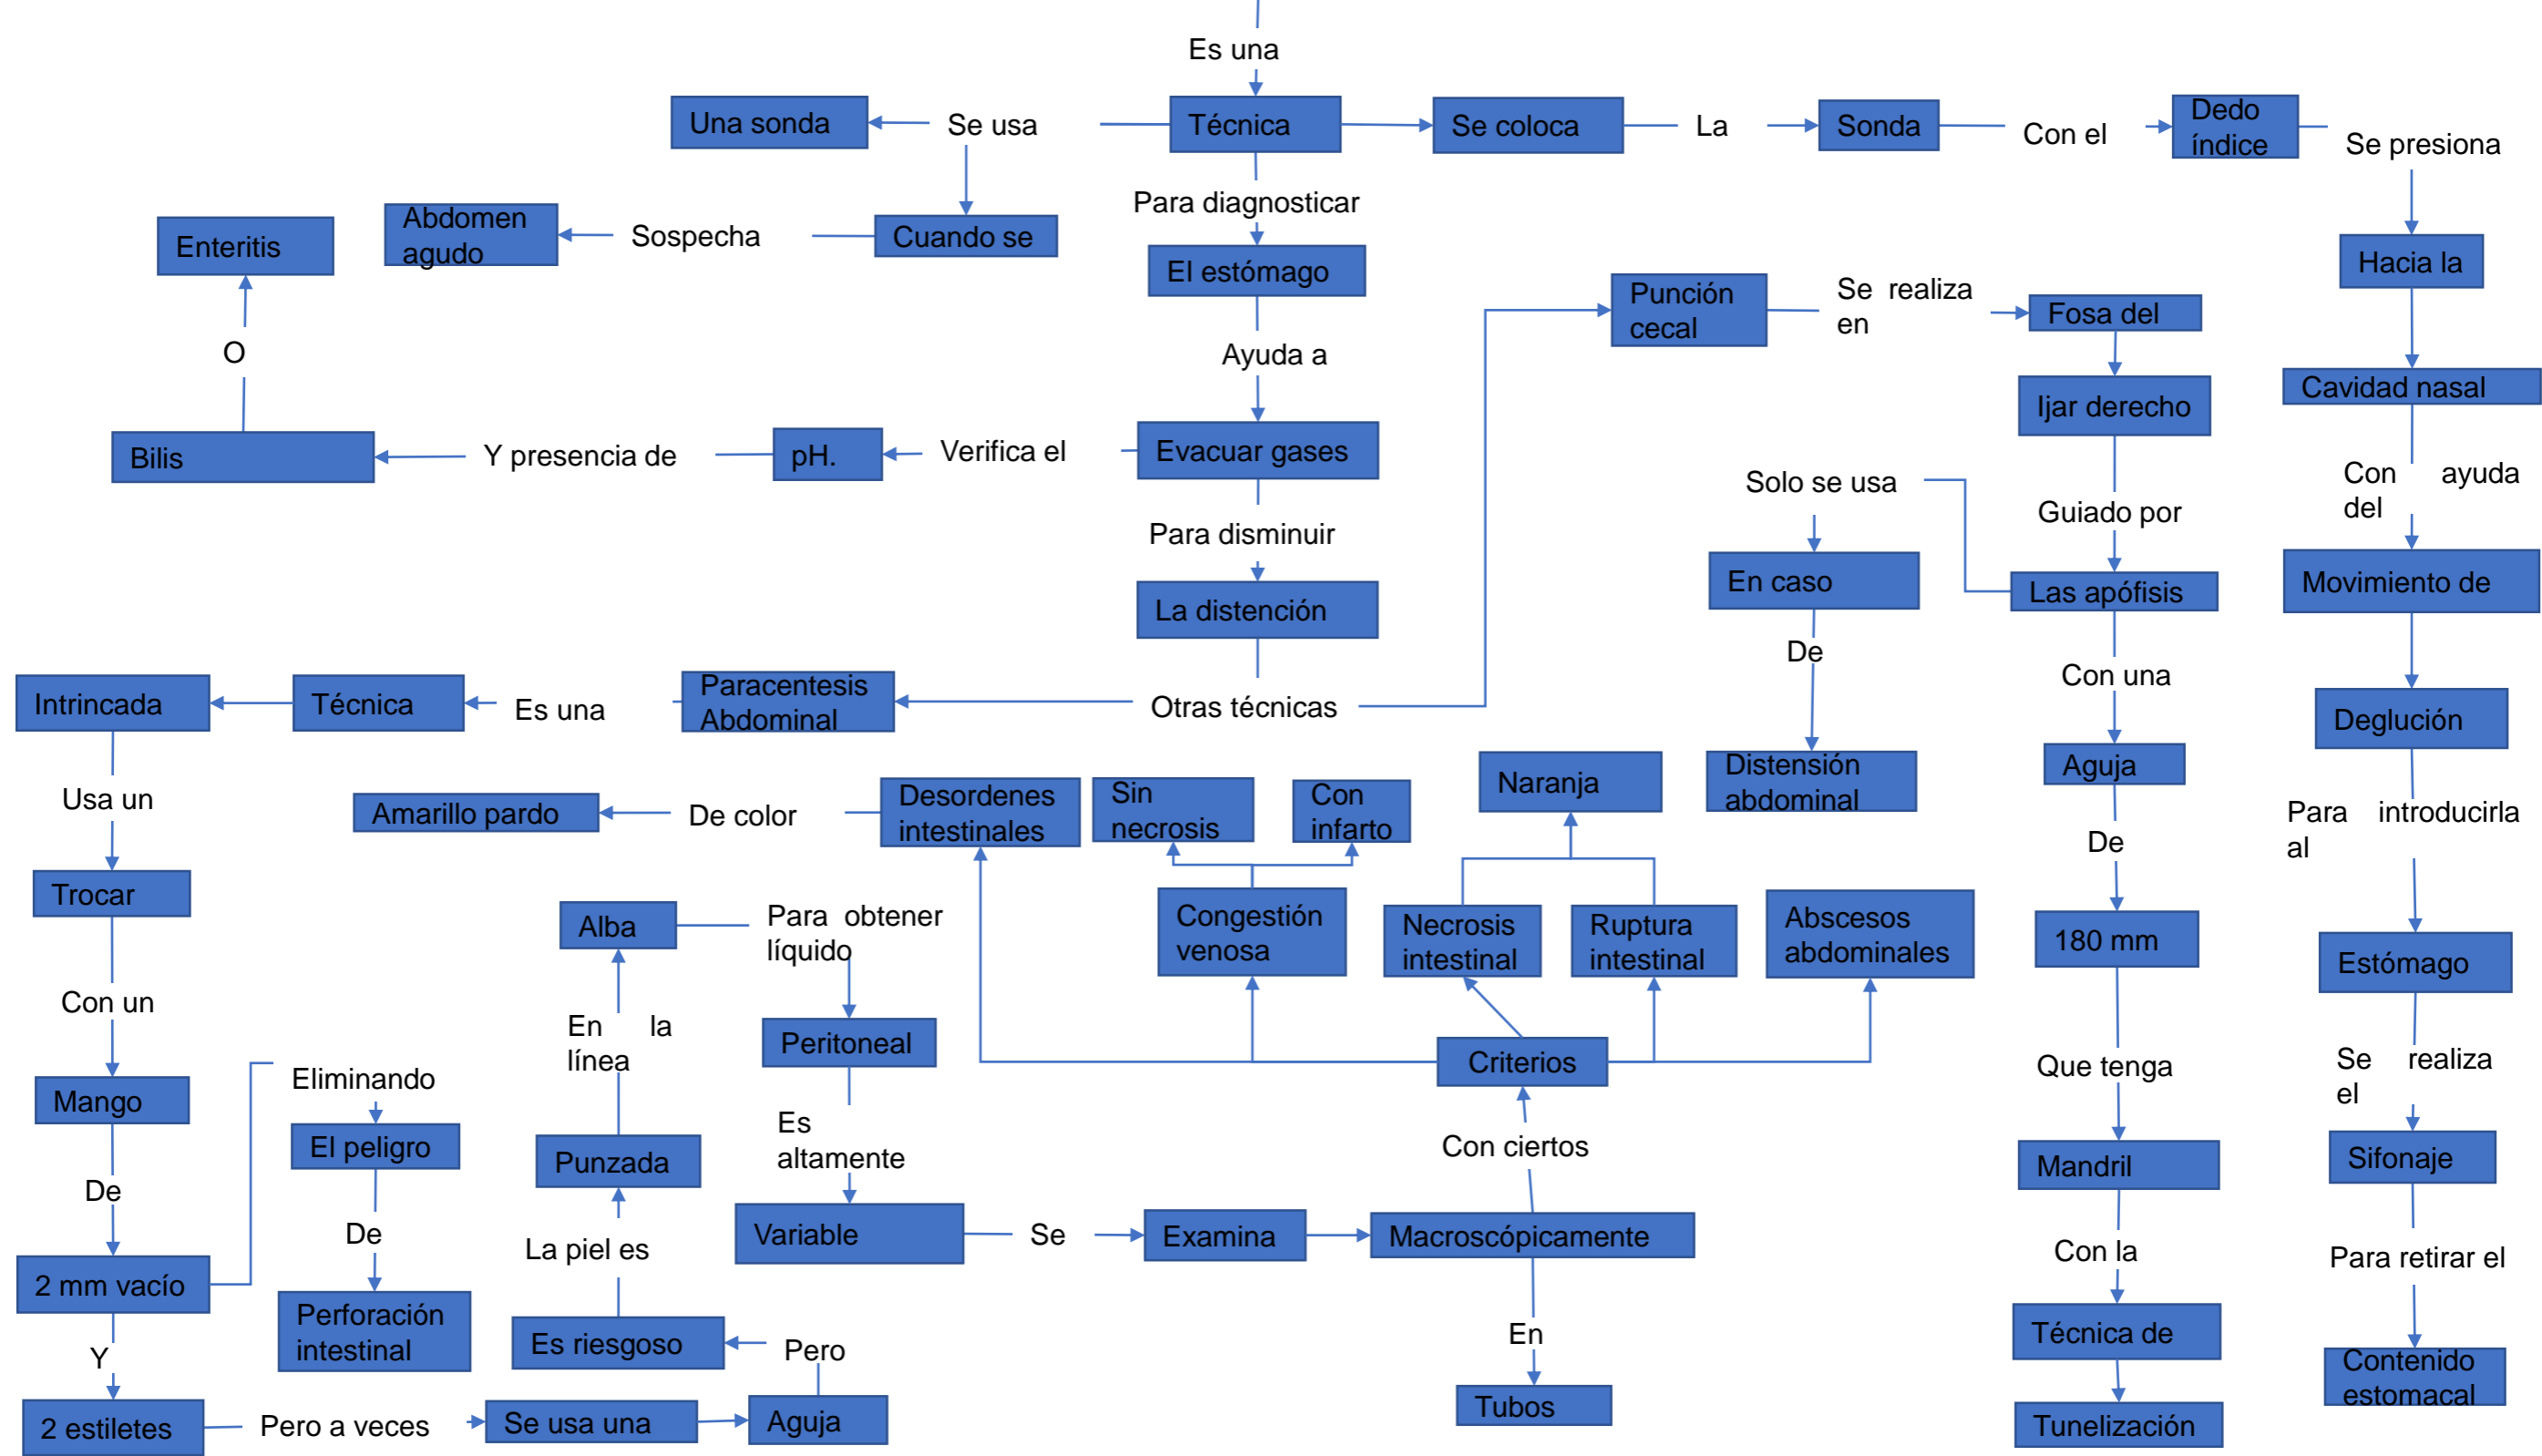 Es una
Una sonda
Se usa
Técnica
Se coloca
La
Sonda
Con el
Dedo
índice
Se presiona
Para diagnosticar
Enteritis
Abdomen
agudo
Sospecha
Cuando se
El estómago
Hacia la
Punción
cecal
Se realiza
en
Fosa del
O
Ayuda a
Cavidad nasal
Ijar derecho
Bilis
Y presencia de
pH.
Verifica el
Evacuar gases
Solo se usa
Con ayuda
del
Guiado por
Para disminuir
En caso
Las apófisis
Movimiento de
La distención
De
Con una
Intrincada
Técnica
Es una
Paracentesis
Abdominal
Otras técnicas
Deglución
Usa un
Amarillo pardo
De color
Desordenes
intestinales
Sin
necrosis
Con
infarto
Naranja
Distensión
abdominal
Aguja
Para introducirla
al
De
Trocar
Alba
Para obtener
líquido
Congestión
venosa
Necrosis
intestinal
Ruptura
intestinal
Abscesos
abdominales
180 mm
Estómago
Con un
En la
línea
Peritoneal
Criterios
Que tenga
Se realiza
el
Mango
Eliminando
El peligro
Punzada
Es
altamente
Con ciertos
Mandril
Sifonaje
De
De
La piel es
Variable
Se
Examina
Macroscópicamente
Con la
Para retirar el
2 mm vacío
Perforación
intestinal
Es riesgoso
Pero
En
Técnica de
Contenido
estomacal
Y
2 estiletes
Pero a veces
Se usa una
Aguja
Tubos
Tunelización